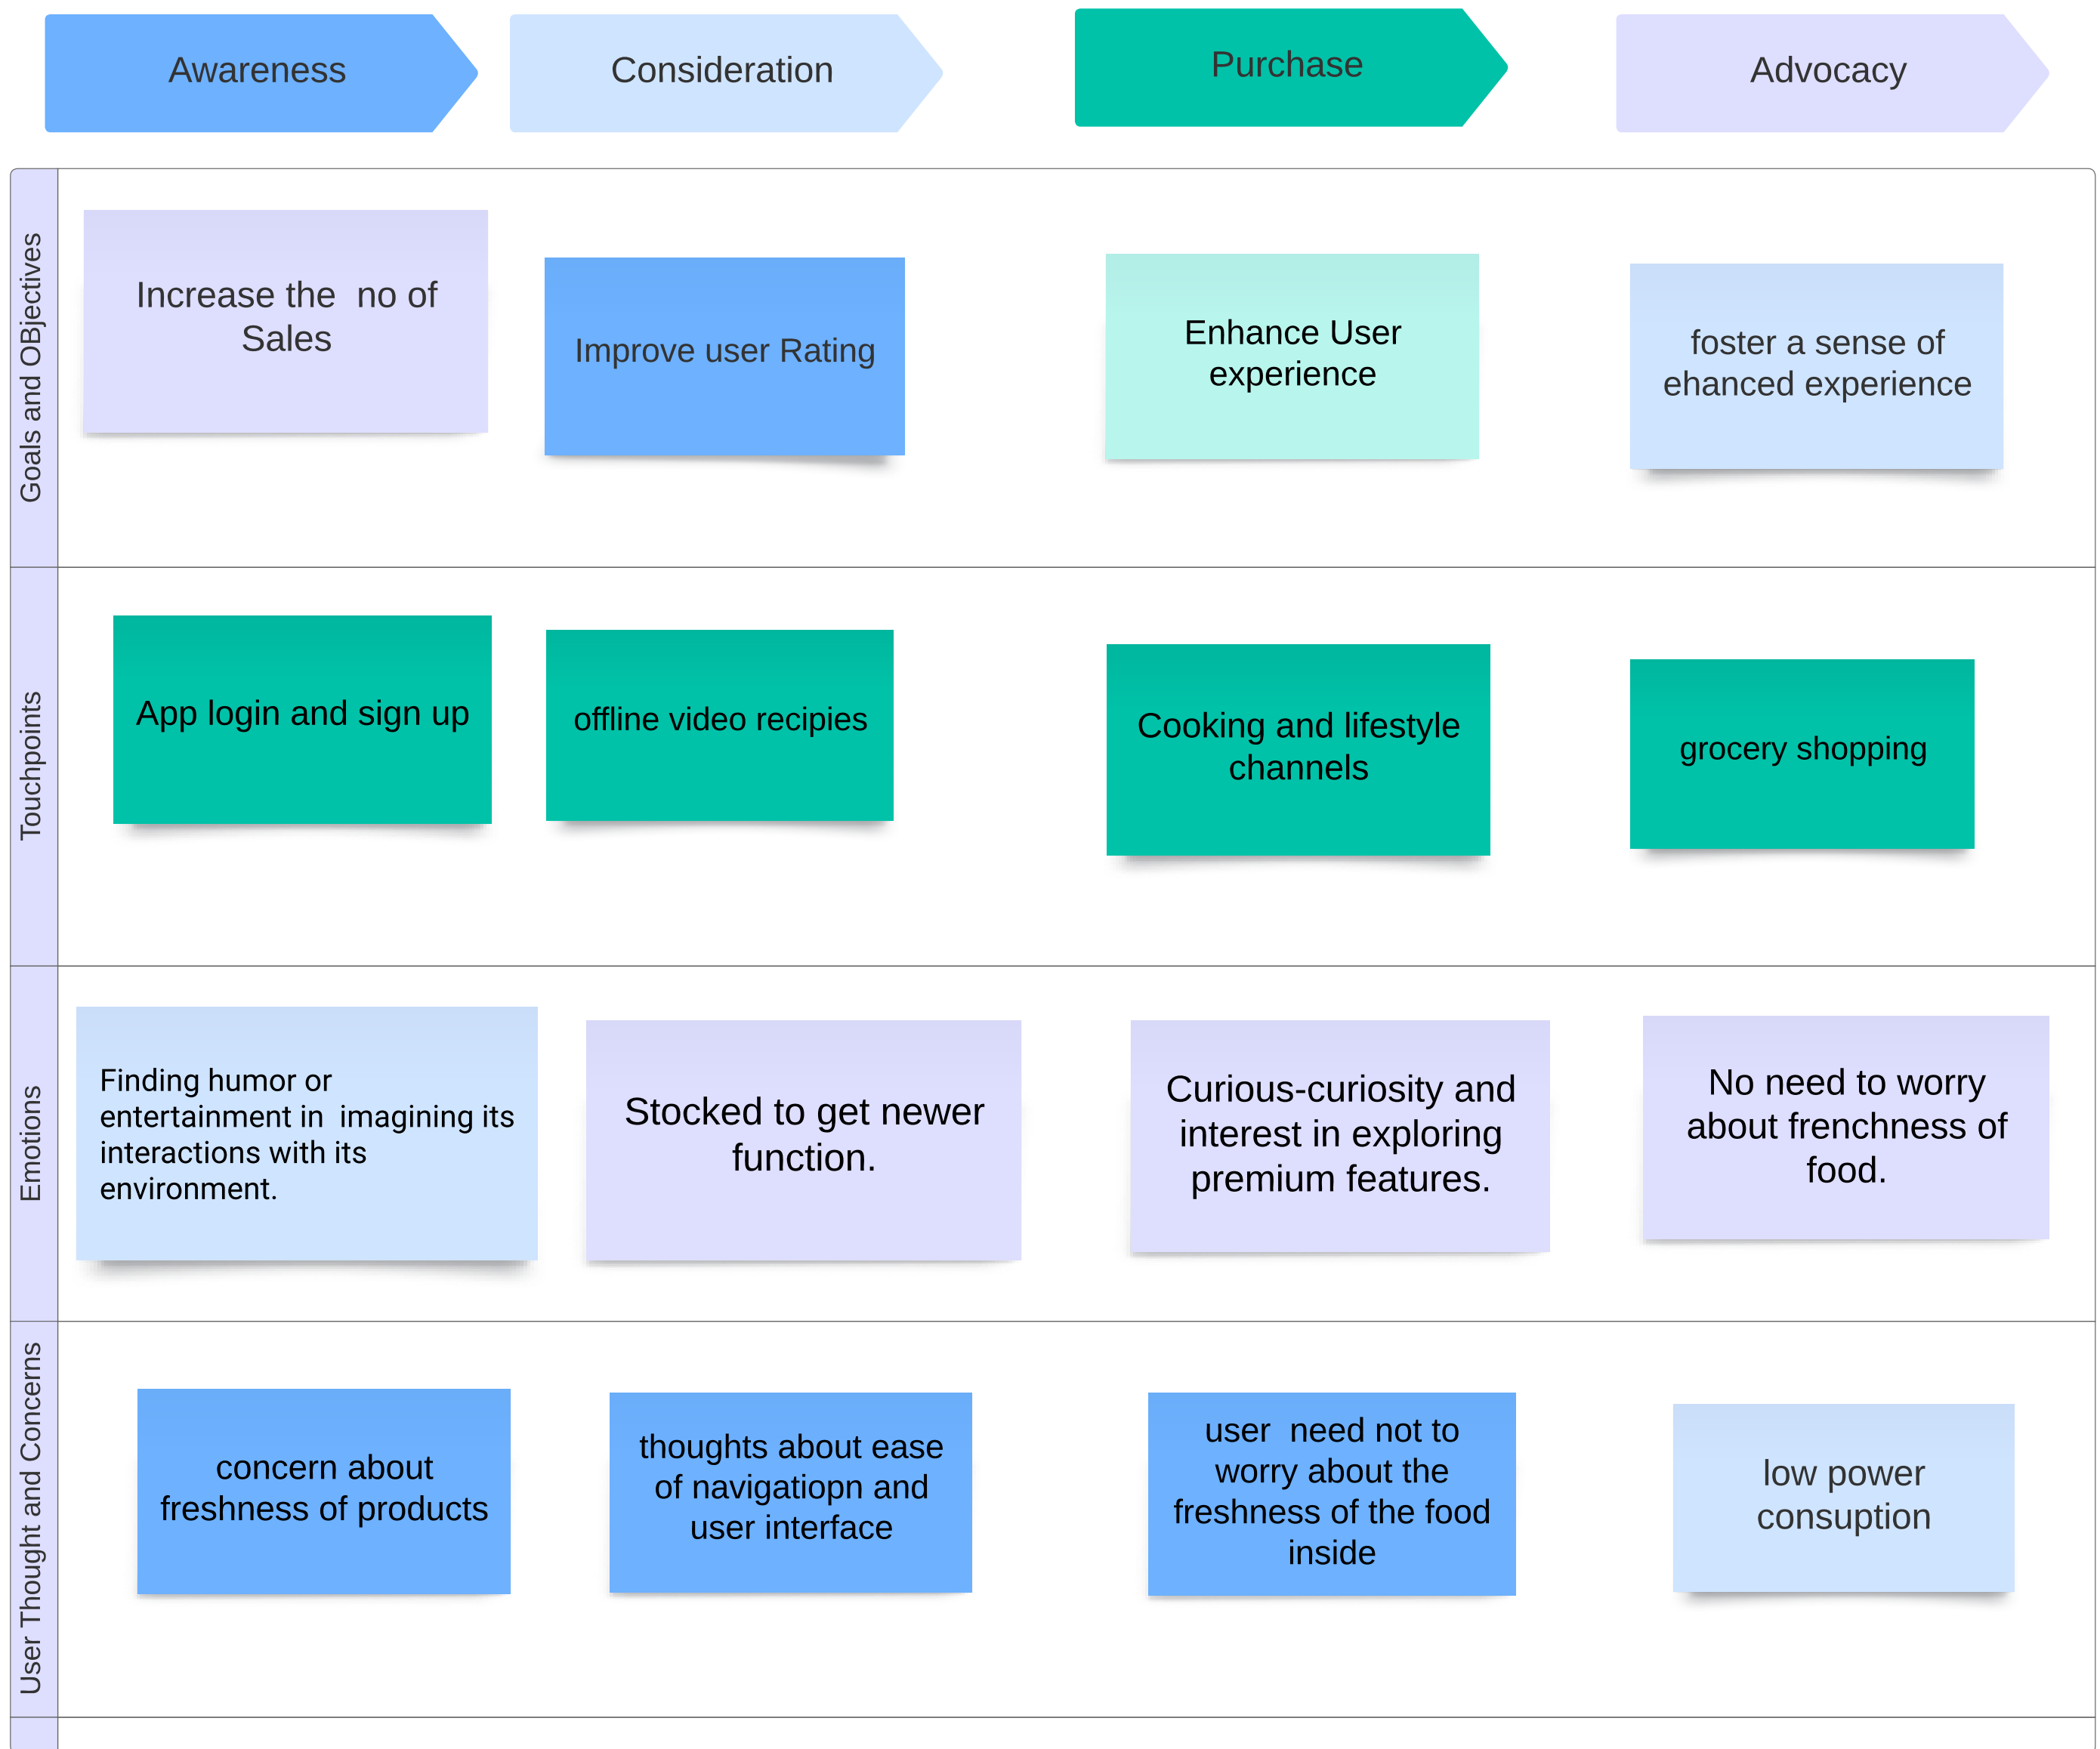 Awareness
Consideration
Purchase
Advocacy
Goals and OBjectives
Increase the  no of
Sales
Improve user Rating
Enhance User
experience
foster a sense of
ehanced experience
Touchpoints
App login and sign up
offline video recipies
Cooking and lifestyle
channels
grocery shopping
Emotions
Finding humor or
entertainment in  imagining its
interactions with its
environment.
Stocked to get newer
function.
Curious-curiosity and
interest in exploring
premium features.
No need to worry
about frenchness of
food.
User Thought and Concerns
concern about
freshness of products
thoughts about ease
of navigatiopn and
user interface
user  need not to
worry about the
freshness of the food
inside
low power
consuption